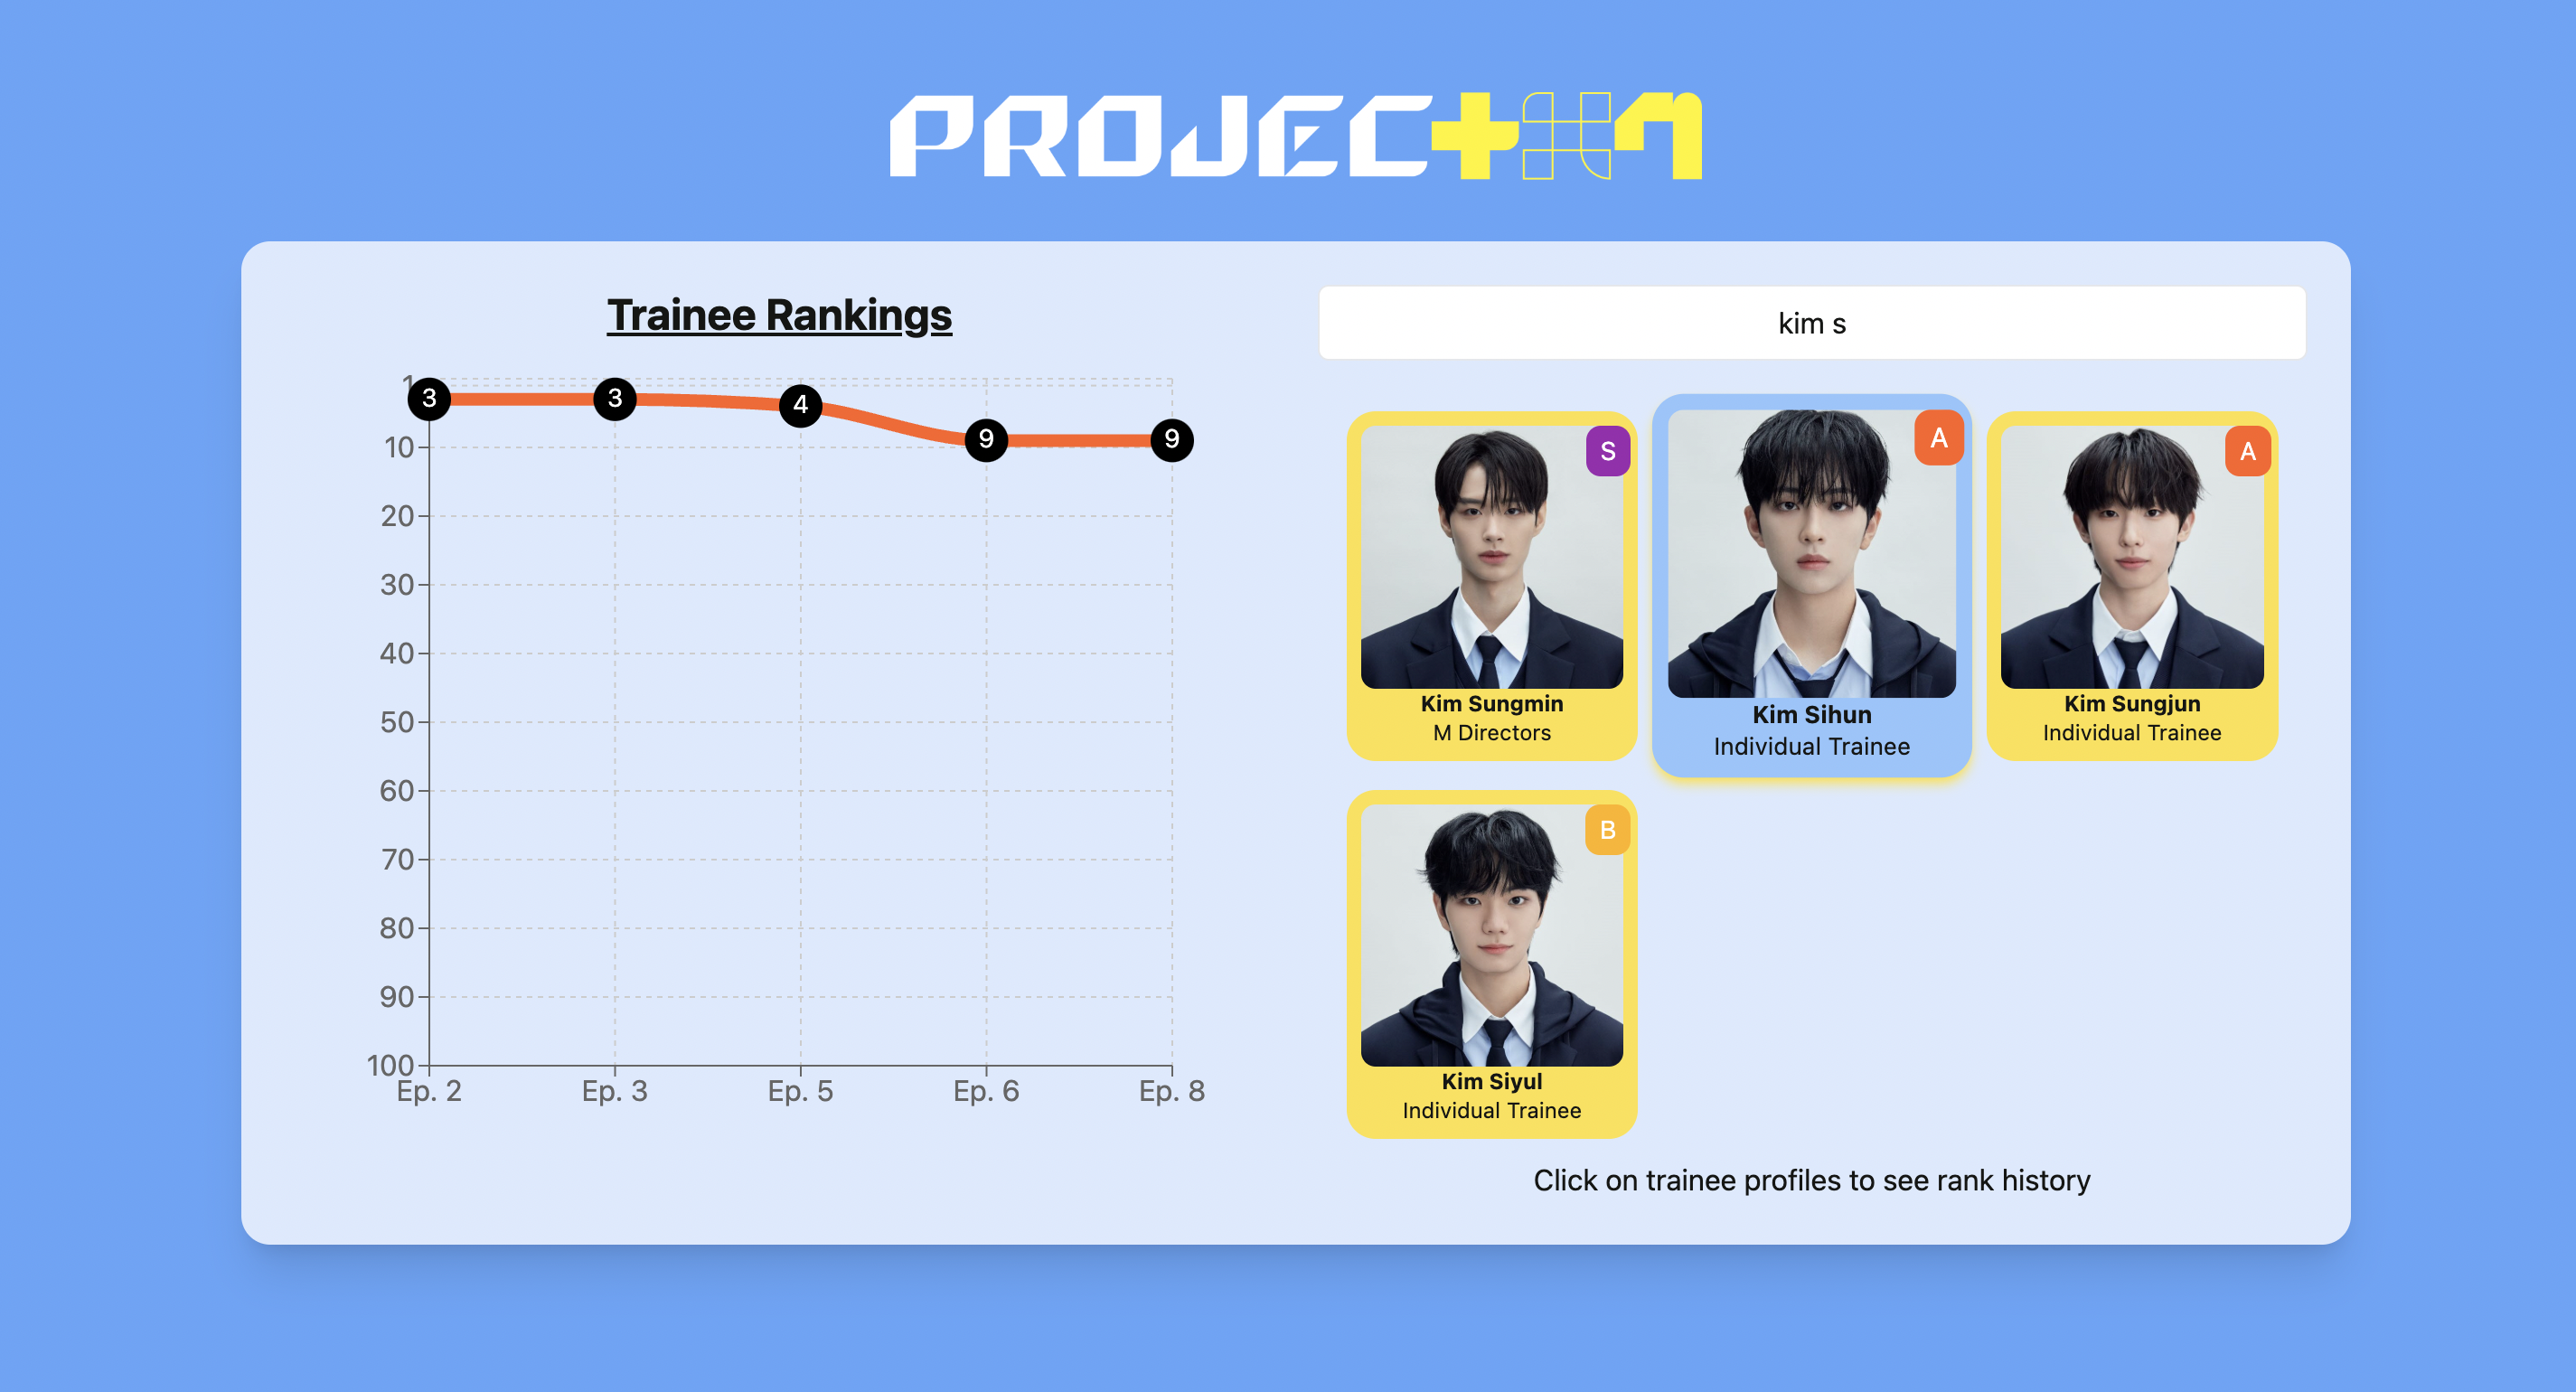 PROJEC+#7
Trainee Rankings
1
10
20
30
40
50
60
70
80
90
100
3
3
4
9
9
Ep. 2
Ep. 3
Ep. 5
Ep. 6
Ep. 8
kim s
S
Kim Sungmin
M Directors
A
Kim Sihun
Individual Trainee
A
Kim Sungjun
Individual Trainee
B
Kim Siyul
Individual Trainee
Click on trainee profiles to see rank history